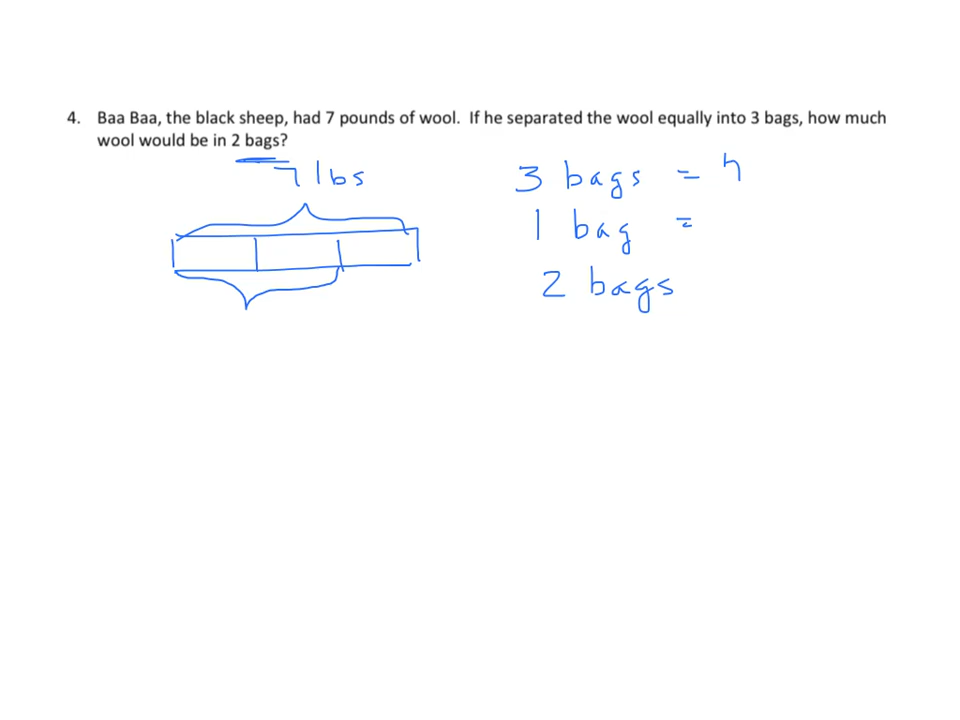 4. Baa Baa, the black sheep, had 7 pounds of wool. If he separated the wool equally into 3 bags, how much
wool would be in 2 bags?
7 lbs
3 bags =
1 bag =
2 bags